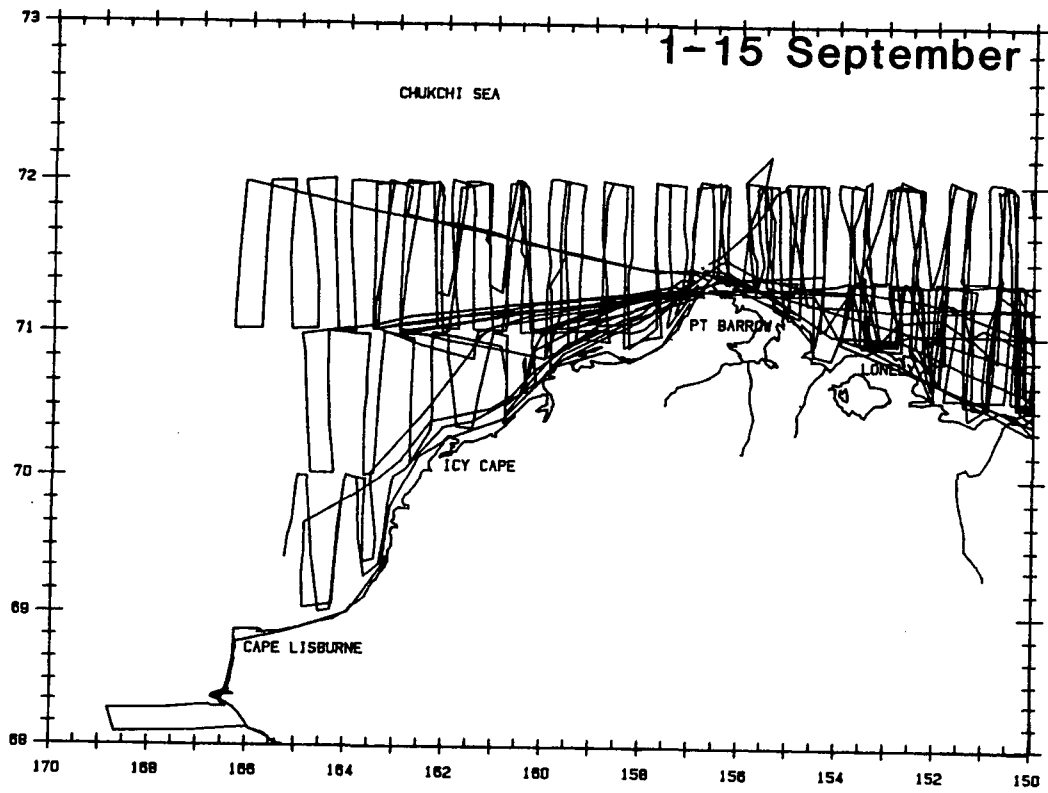 73
1-15 September
CHUKCHI SEA
72
71
PT BARROW
LONELY
70
ICY CAPE
69
CAPE LISBURNE
68
170 168 166 164 162 160 158 156 154 152 150